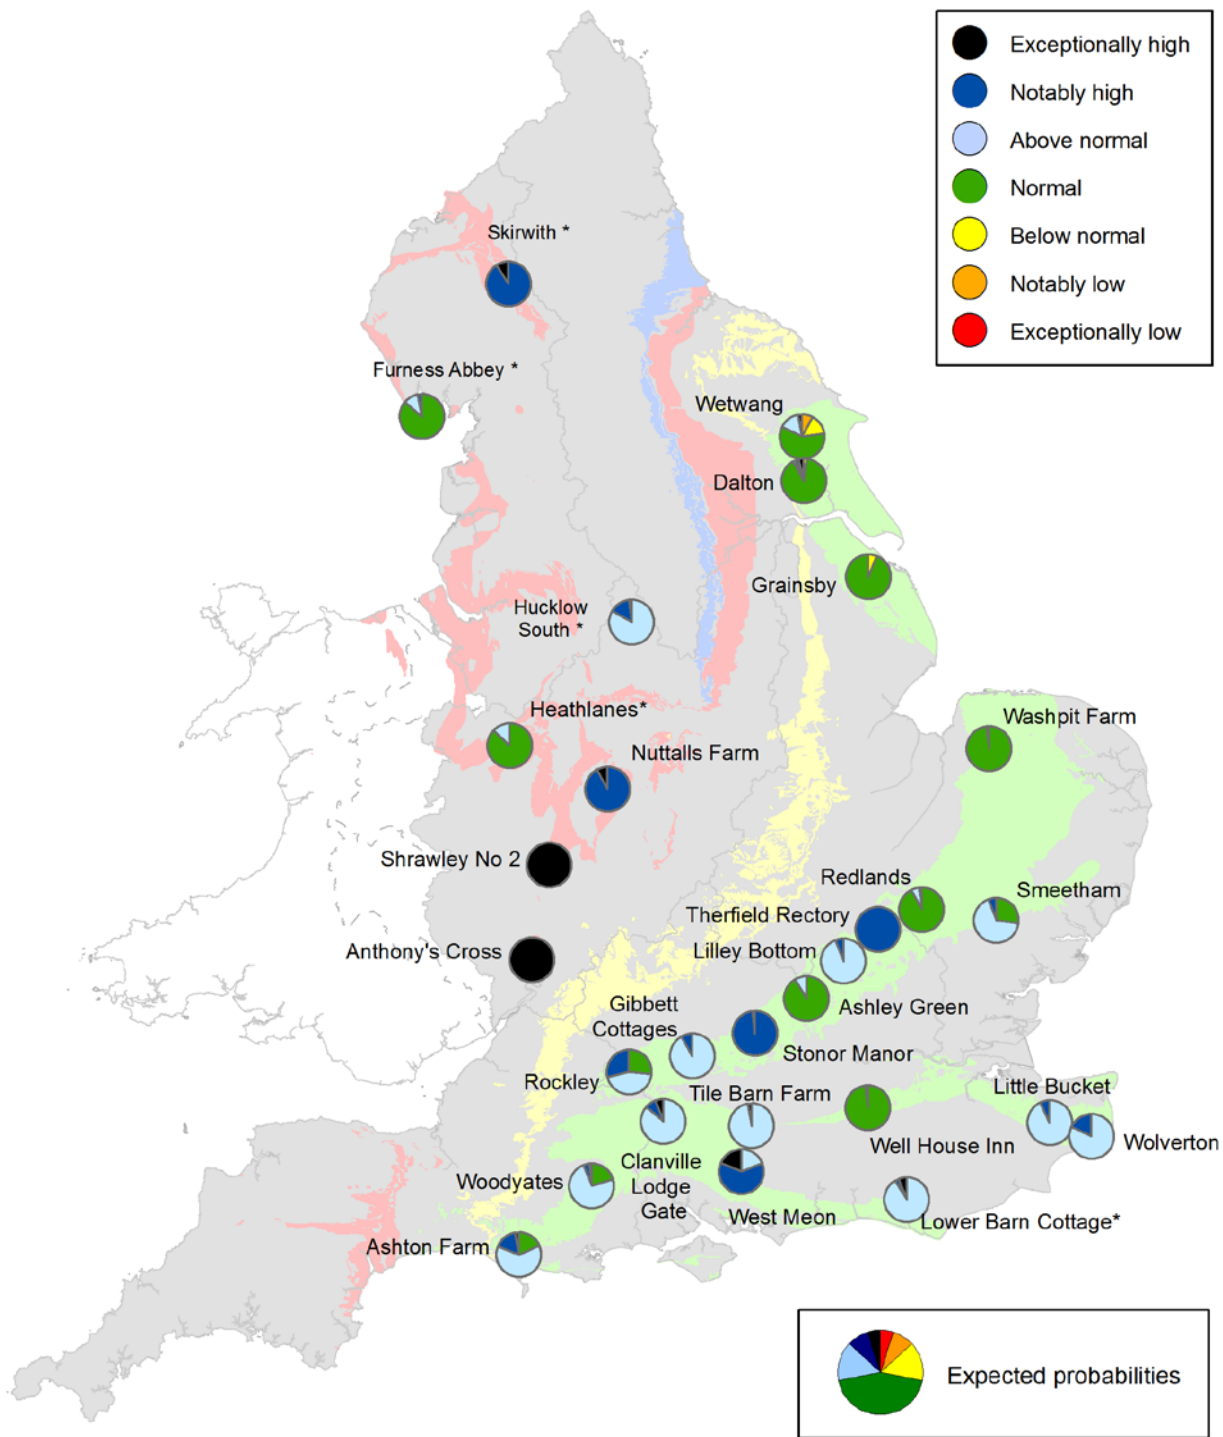 Exceptionally high
Notably high
Above normal
Normal
Below normal
Notably low
Exceptionally low
Skirwith *
Furness Abbey *
Wetwang
Dalton
Grainsby
Hucklow
South *
Heathlanes*
Washpit Farm
Nuttalls Farm
Shrawley No 2
Redlands
Smeetham
Therfield Rectory
Lilley Bottom
Anthony's Cross
Gibbett
Cottages
Ashley Green
Stonor Manor
Rockley
Tile Barn Farm
Little Bucket
Well House Inn
Wolverton
Clanville
Lodge
Gate
Woodyates
West Meon
Lower Barn Cottage*
Ashton Farm
Expected probabilities